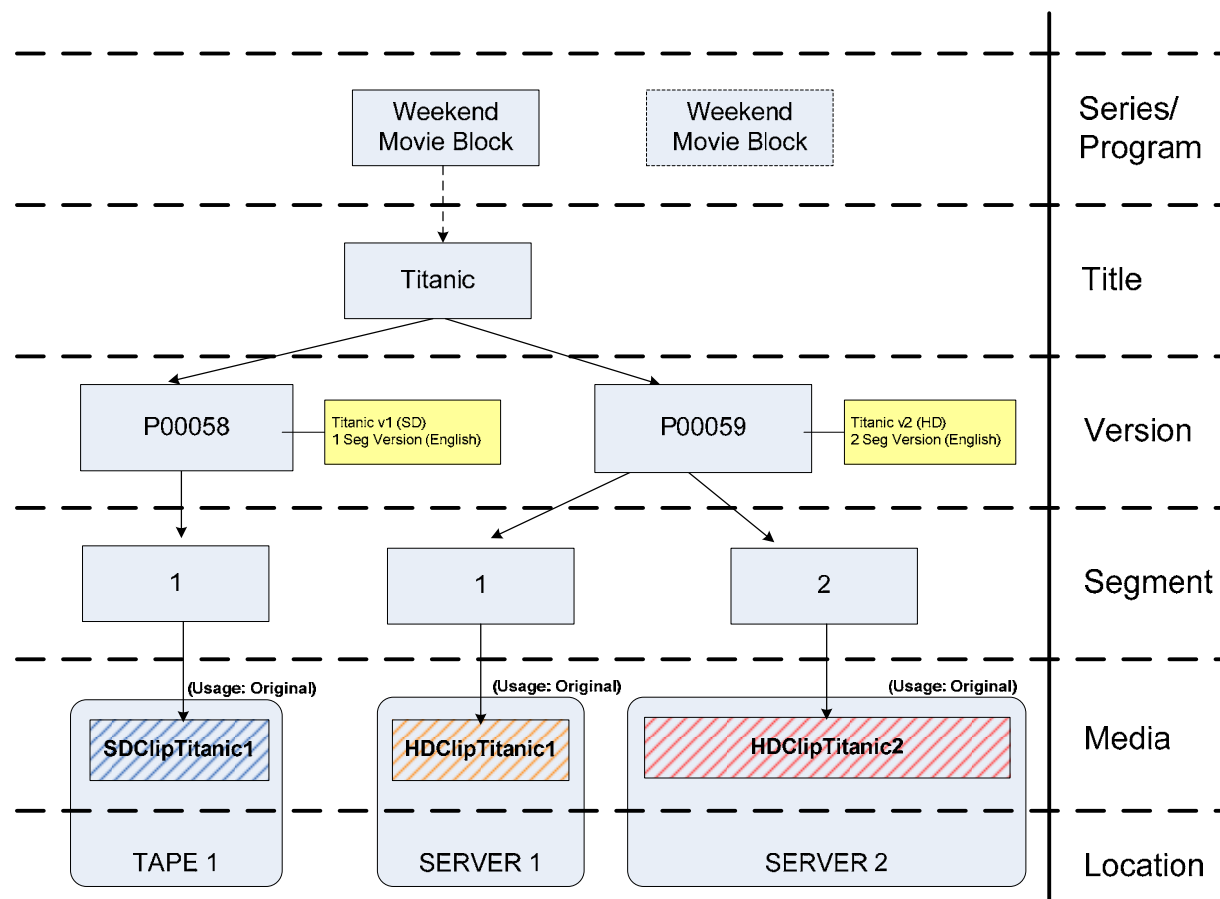 Weekend
Movie Block
Weekend
Movie Block
Series/
Program
Titanic
Title
P00058
Titanic v1 (SD)
1 Seg Version (English)
P00059
Titanic v2 (HD)
2 Seg Version (English)
Version
1
1
2
Segment
(Usage: Original)
(Usage: Original)
(Usage: Original)
SDClipTitanic1
HDClipTitanic1
HDClipTitanic2
Media
TAPE 1
SERVER 1
SERVER 2
Location